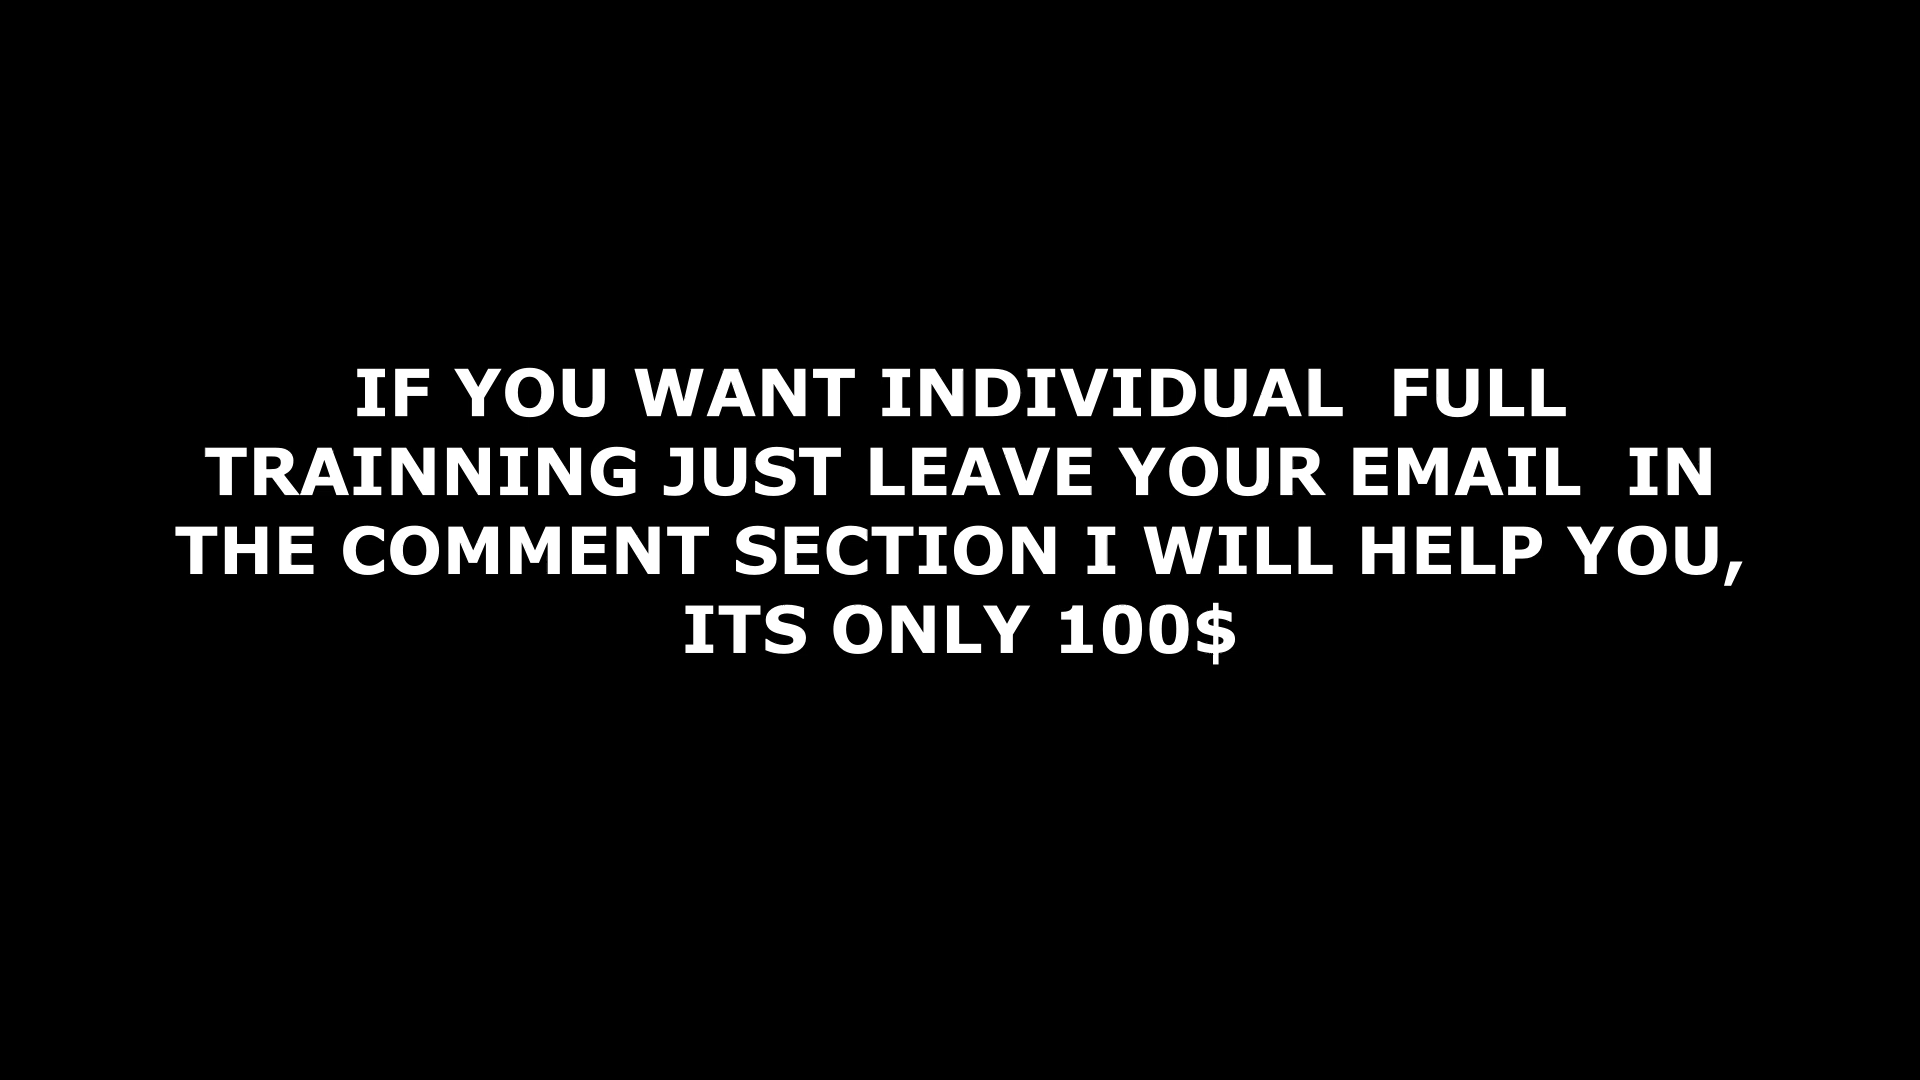 IF YOU WANT INDIVIDUAL  FULL
TRAINNING JUST LEAVE YOUR EMAIL  IN
THE COMMENT SECTION I WILL HELP YOU,
ITS ONLY 100$